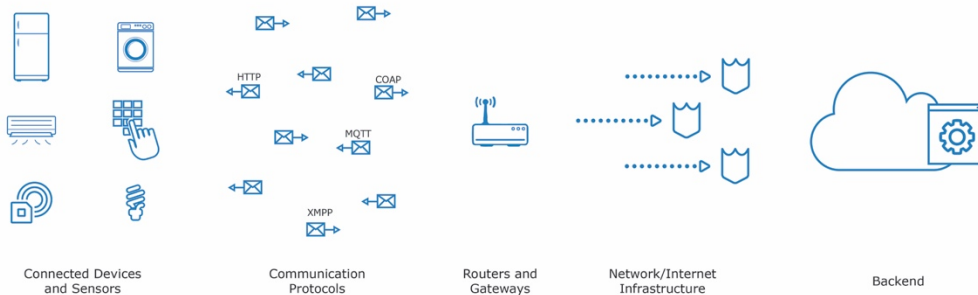 HTTP
COAP
MQTT
XMPP
Connected Devices
and Sensors
Communication
Protocols
Routers and
Gateways
Network/Internet
Infrastructure
Backend